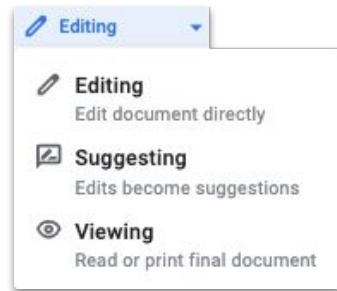 Editing
Editing
Edit document directly
Suggesting
Edits become suggestions
Viewing
Read or print final document